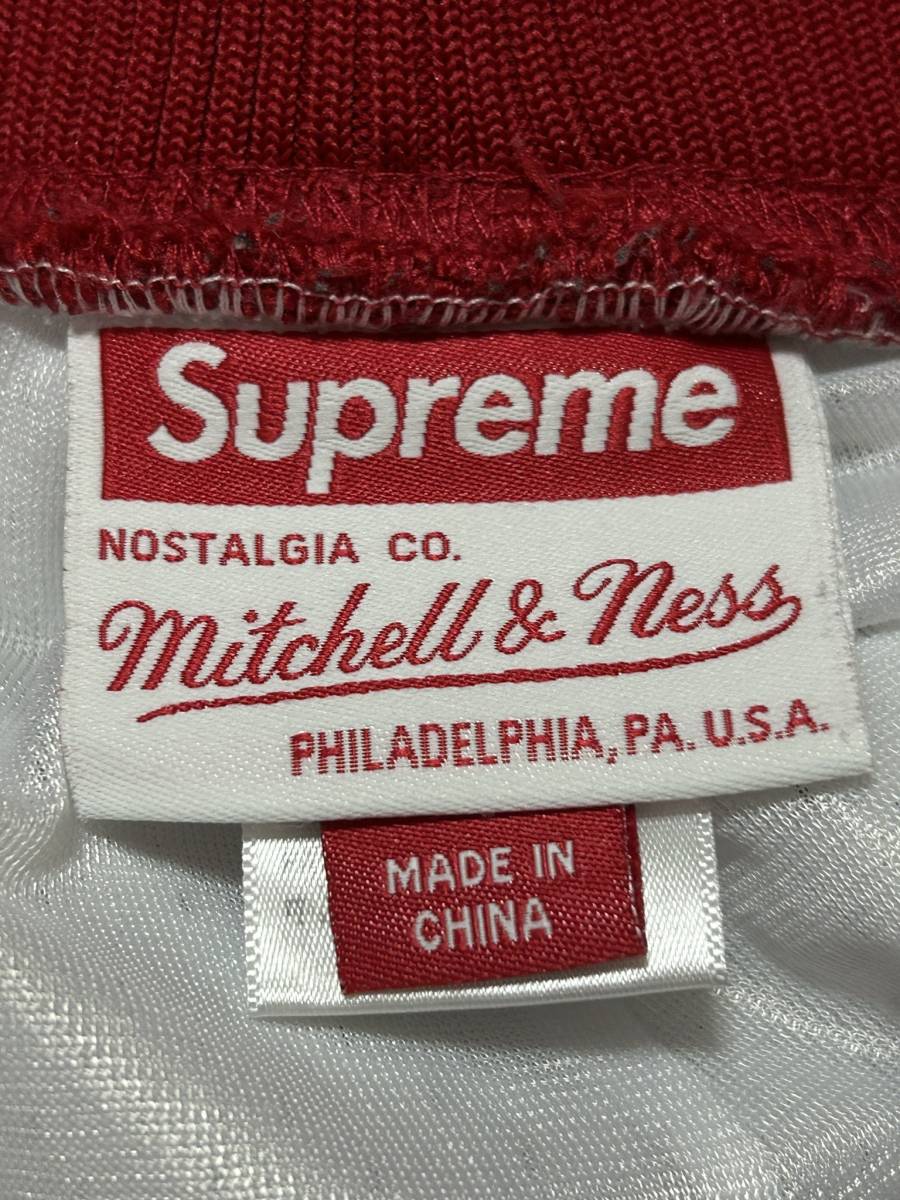 Supreme
NOSTALGIA CO.
Mitchell & Ness
PHILADELPHIA, PA. U.S.A.
MADE IN
CHINA